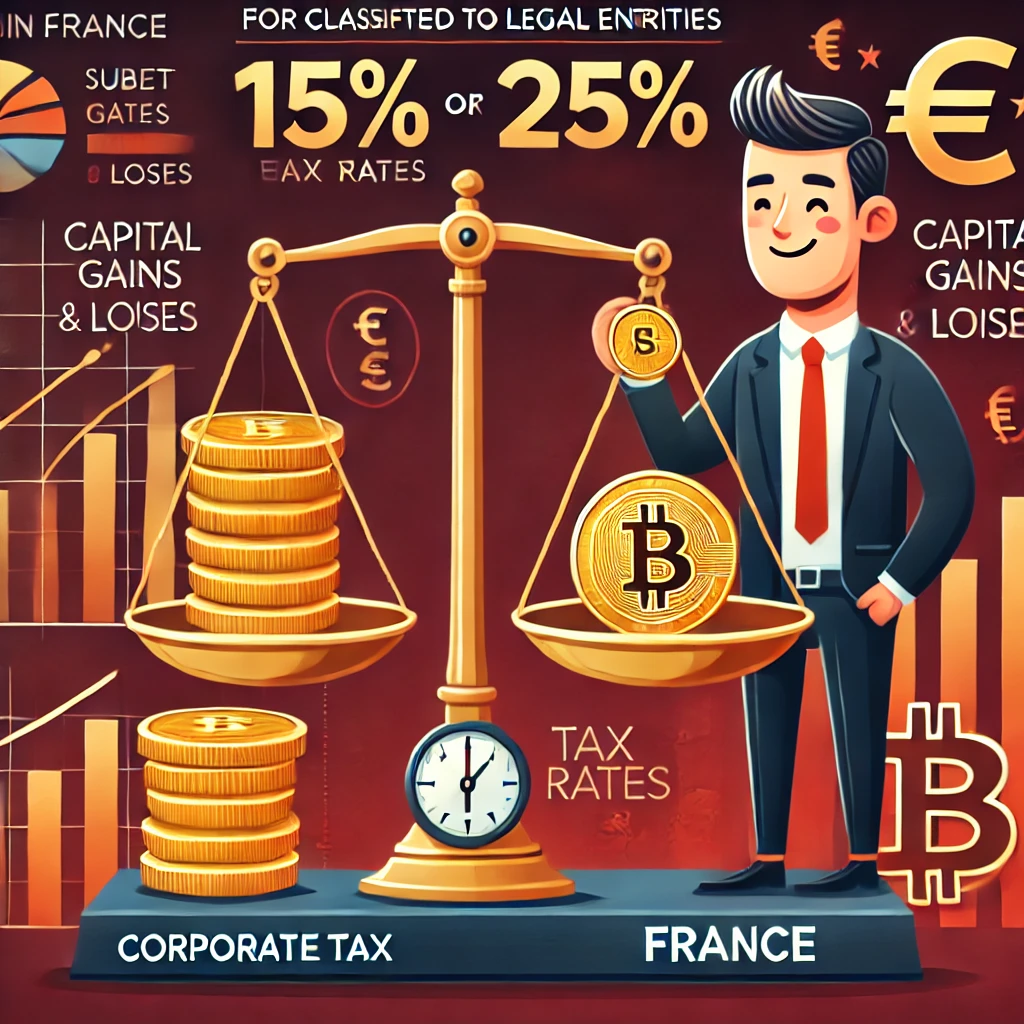 IN FRANCE
FOR CLASSIFTED TO LEGAL ENTRITIES
SUBET
GATES
LOSES
15% OR 25%
EAX RATES
CAPITAL
GAINS
& LOISES
CAPITA
GAINS
& LOISE
€
€
€
€
S
B
B
TAX
RATES
CORPORATE TAX
FRANCE